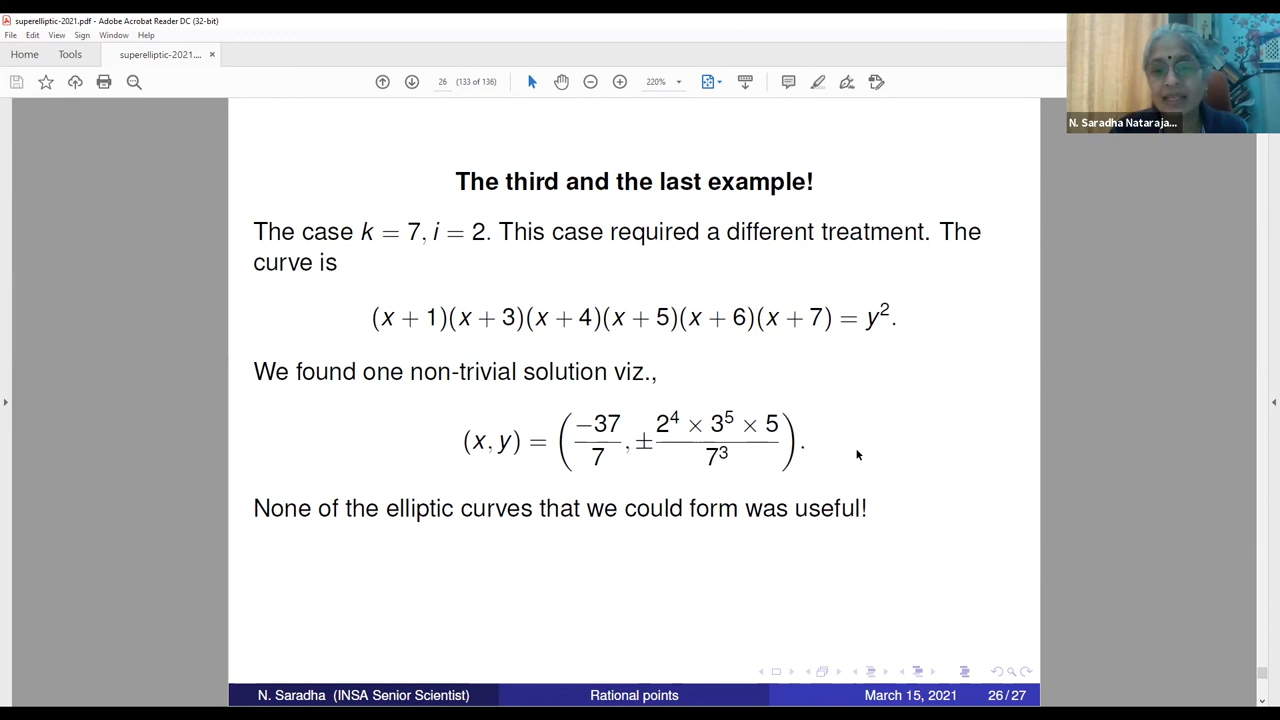 superelliptic-2021.pdf - Adobe Acrobat Reader DC (32-bit)
File Edit View Sign Window Help
Home Tools superelliptic-2021.... ×
26 (133 of 136) 220%
N. Saradha Nataraja...
The third and the last example!
The case k = 7, i = 2. This case required a different treatment. The
curve is
(x + 1)(x + 3)(x + 4)(x + 5)(x + 6)(x + 7) = y².
We found one non-trivial solution viz.,
(x, y) = (−37/7, ± 2⁴ × 3⁵ × 5/7³).
None of the elliptic curves that we could form was useful!
N. Saradha (INSA Senior Scientist) Rational points March 15, 2021 26/27